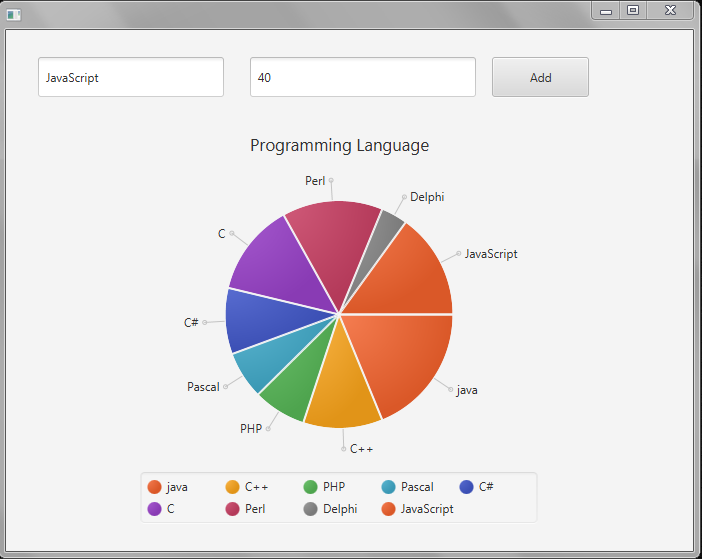 JavaScript
40
Add
Programming Language
Perl
Delphi
C
JavaScript
C#
Pascal
java
PHP
C++
java C++ PHP Pascal C#
C Perl Delphi JavaScript